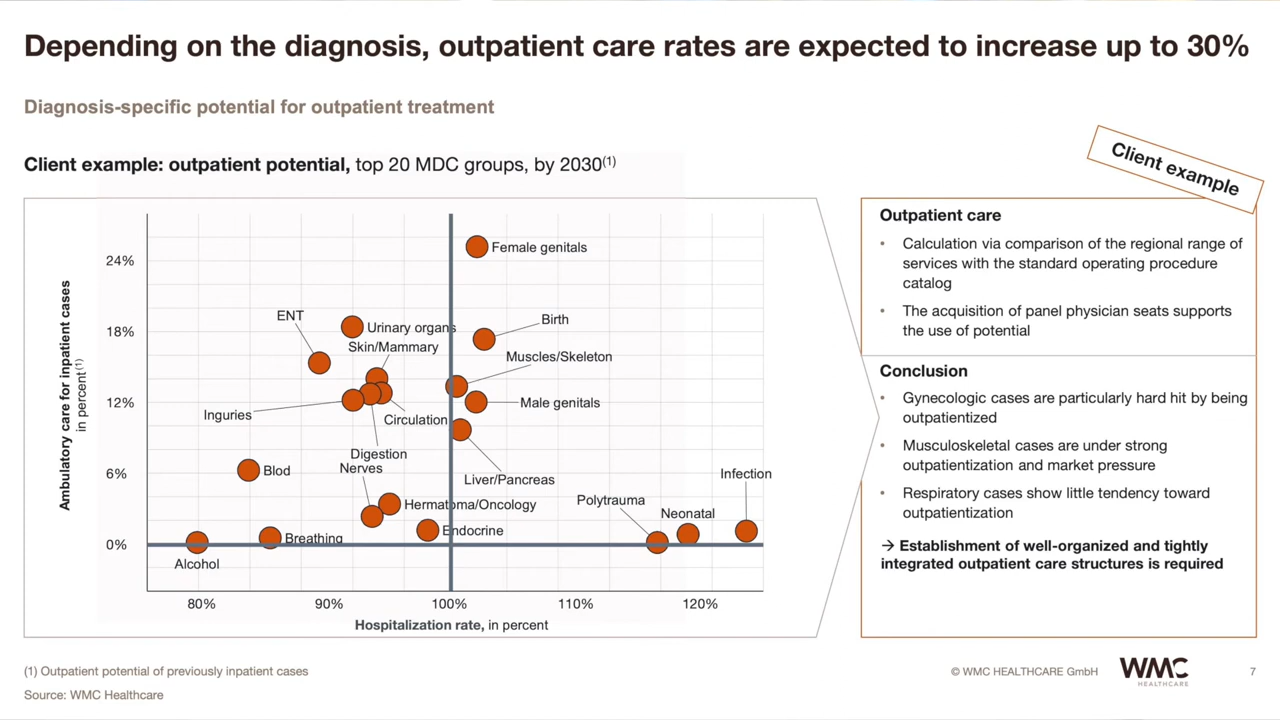 Depending on the diagnosis, outpatient care rates are expected to increase up to 30%
Diagnosis-specific potential for outpatient treatment
Client example: outpatient potential, top 20 MDC groups, by 2030(1)
Client example
Ambulatory care for inpatient cases
in percent(1)
24%
18%
12%
6%
0%
Female genitals
ENT
Urinary organs
Birth
Skin/Mammary
Muscles/Skeleton
Inguries
Male genitals
Circulation
Digestion
Nerves
Blod
Liver/Pancreas
Infection
Hermatoma/Oncology
Polytrauma
Neonatal
Endocrine
Breathing
Alcohol
80%
90%
100%
110%
120%
Hospitalization rate, in percent
Outpatient care
• Calculation via comparison of the regional range of
services with the standard operating procedure
catalog
• The acquisition of panel physician seats supports
the use of potential
Conclusion
• Gynecologic cases are particularly hard hit by being
outpatientized
• Musculoskeletal cases are under strong
outpatientization and market pressure
• Respiratory cases show little tendency toward
outpatientization
→ Establishment of well-organized and tightly
integrated outpatient care structures is required
(1) Outpatient potential of previously inpatient cases
Source: WMC Healthcare
© WMC HEALTHCARE GmbH
WMC
HEALTHCARE
7